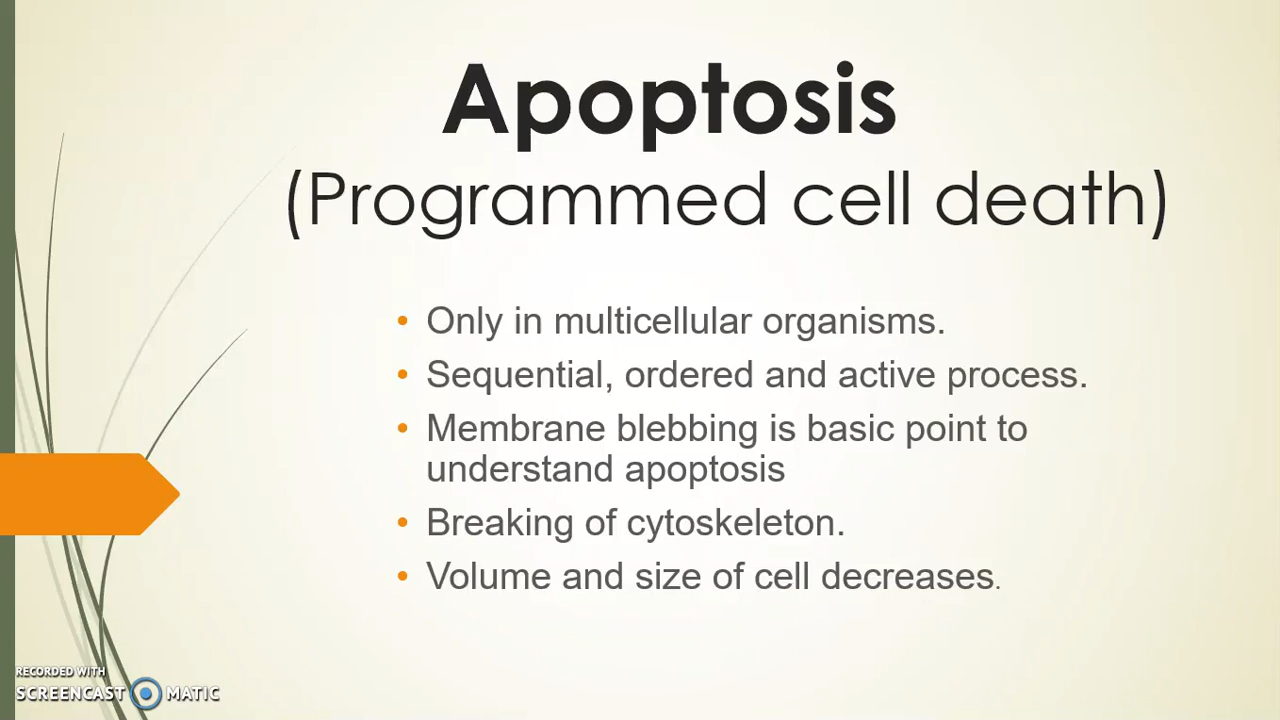 Apoptosis
(Programmed cell death)
• Only in multicellular organisms.
• Sequential, ordered and active process.
• Membrane blebbing is basic point to
understand apoptosis
• Breaking of cytoskeleton.
• Volume and size of cell decreases.
RECORDED WITH
SCREENCAST MATIC